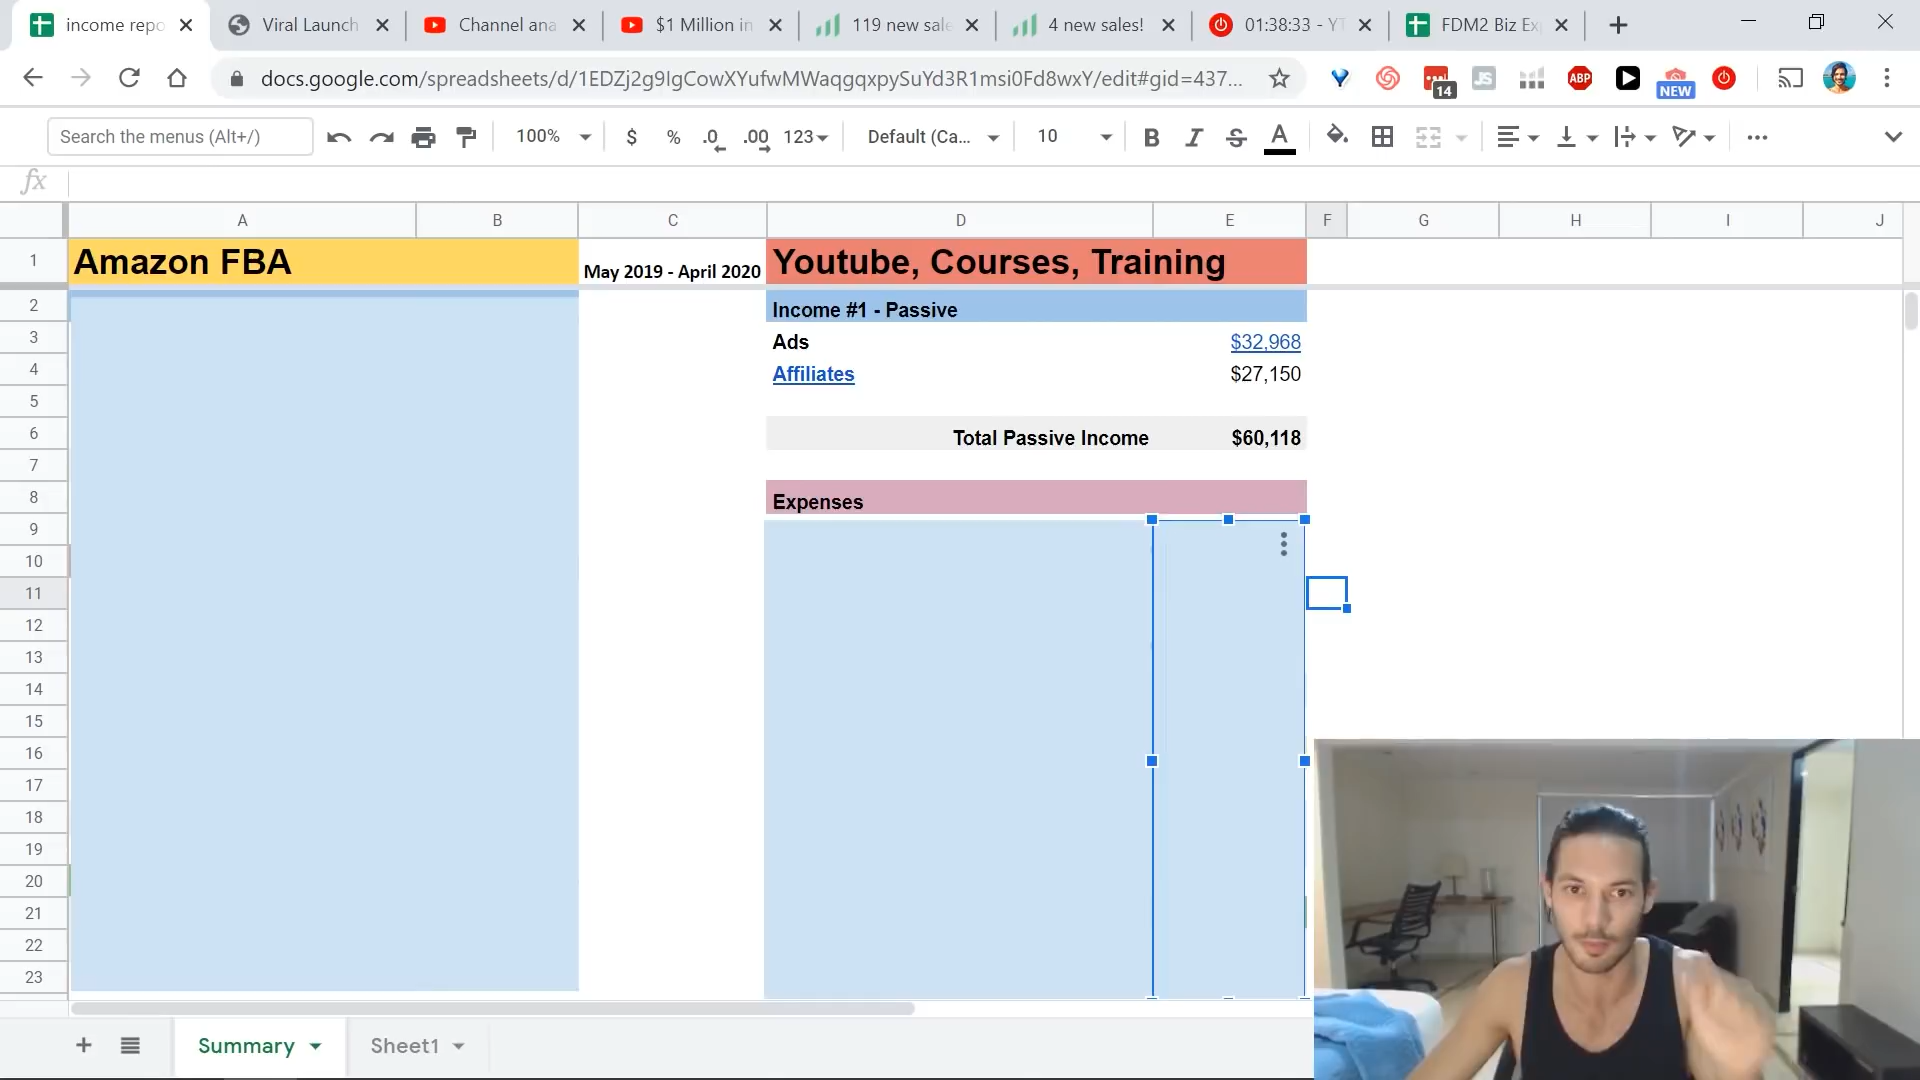 income repo
Viral Launch
Channel ana
$1 Million in
119 new sale
4 new sales!
01:38:33 - YT
FDM2 Biz Ex
docs.google.com/spreadsheets/d/1EDZj2g9IgCowXYufwMWaqgqxpySuYd3R1msi0Fd8wxY/edit#gid=437...
14
JS
ABP
NEW
Search the menus (Alt+/)
100%
$
%
.0
.00
123
Default (Ca...
10
B
I
S
A
fx
A
B
C
D
E
F
G
H
I
J
1
Amazon FBA
May 2019 - April 2020
Youtube, Courses, Training
2
Income #1 - Passive
3
Ads
$32,968
4
Affiliates
$27,150
5
6
Total Passive Income
$60,118
7
8
Expenses
9
10
11
12
13
14
15
16
17
18
19
20
21
22
23
Summary
Sheet1